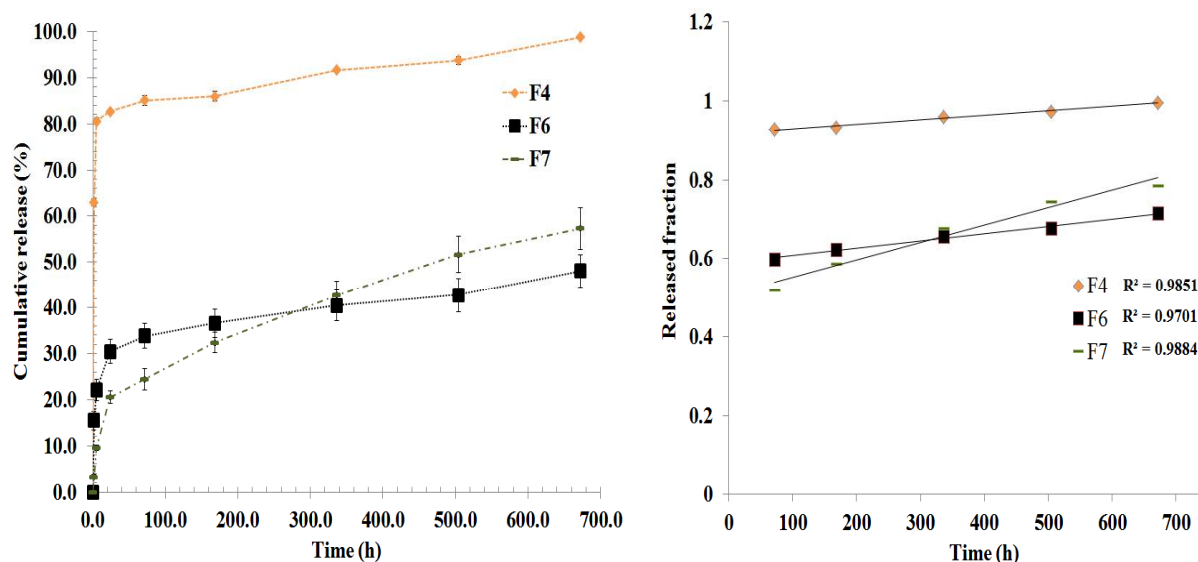 100.0
90.0
80.0
70.0
60.0
50.0
40.0
30.0
20.0
10.0
0.0
Cumulative release (%)
F4
F6
F7
0.0 100.0 200.0 300.0 400.0 500.0 600.0 700.0
Time (h)
1.2
1
0.8
0.6
0.4
0.2
0
Released fraction
F4 R² = 0.9851
F6 R² = 0.9701
F7 R² = 0.9884
0 100 200 300 400 500 600 700
Time (h)